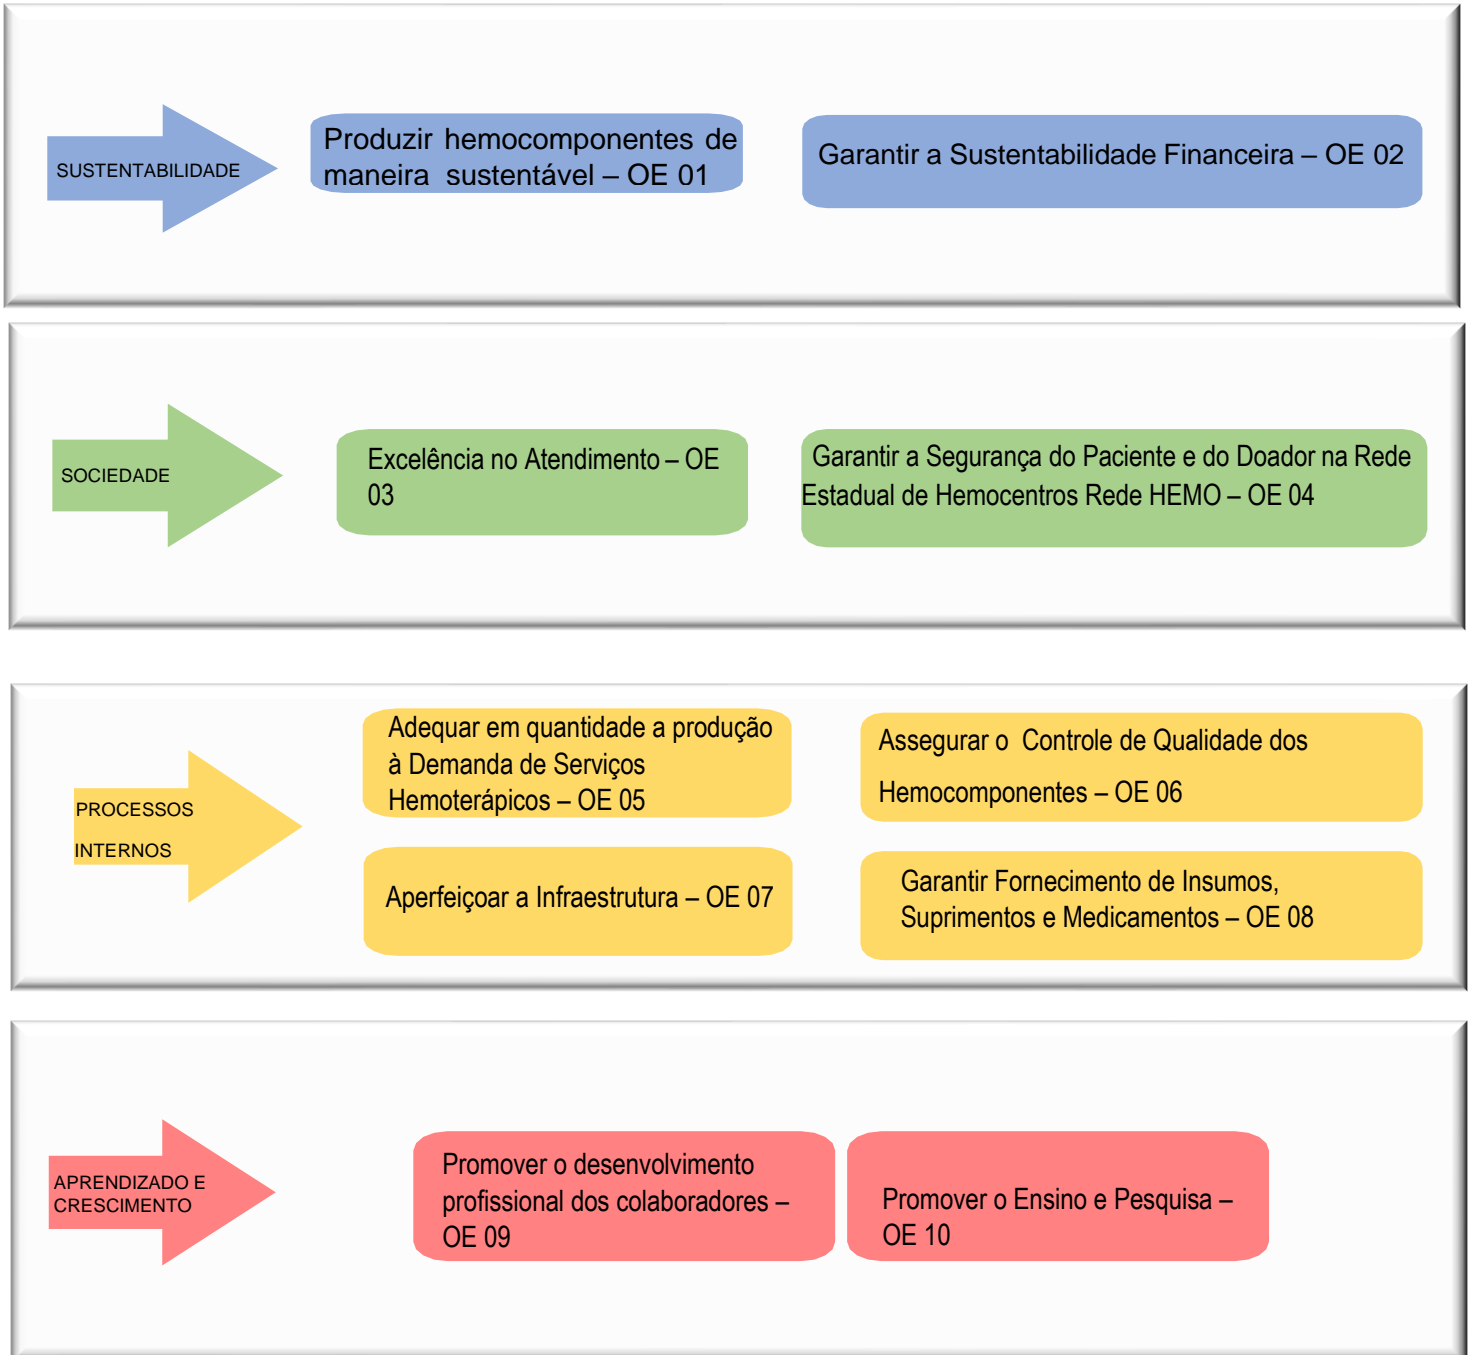 SUSTENTABILIDADE
Produzir hemocomponentes de
maneira sustentável – OE 01
Garantir a Sustentabilidade Financeira – OE 02
SOCIEDADE
Excelência no Atendimento – OE
03
Garantir a Segurança do Paciente e do Doador na Rede
Estadual de Hemocentros Rede HEMO – OE 04
PROCESSOS
INTERNOS
Adequar em quantidade a produção
à Demanda de Serviços
Hemoterápicos – OE 05
Assegurar o Controle de Qualidade dos
Hemocomponentes – OE 06
Aperfeiçoar a Infraestrutura – OE 07
Garantir Fornecimento de Insumos,
Suprimentos e Medicamentos – OE 08
APRENDIZADO E
CRESCIMENTO
Promover o desenvolvimento
profissional dos colaboradores –
OE 09
Promover o Ensino e Pesquisa –
OE 10